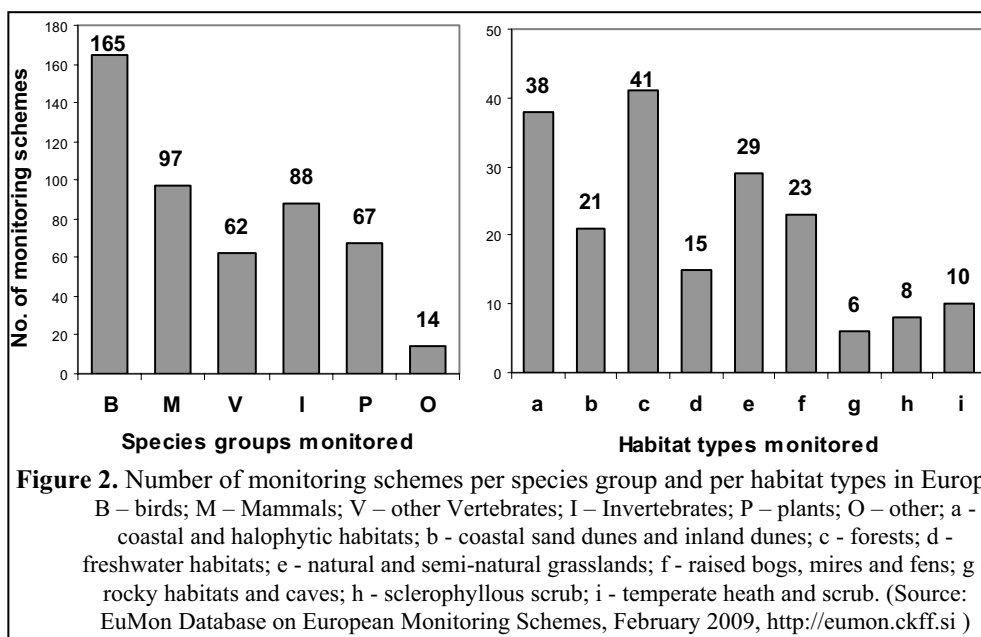 180
160
140
120
100
80
60
40
20
0
No. of monitoring schemes
165
97
62
88
67
14
B M V I P O
Species groups monitored
50
40
30
20
10
0
38
21
41
15
29
23
6
8
10
a b c d e f g h i
Habitat types monitored
Figure 2. Number of monitoring schemes per species group and per habitat types in Europ
B – birds; M – Mammals; V – other Vertebrates; I – Invertebrates; P – plants; O – other; a -
coastal and halophytic habitats; b - coastal sand dunes and inland dunes; c - forests; d -
freshwater habitats; e - natural and semi-natural grasslands; f - raised bogs, mires and fens; g
rocky habitats and caves; h - sclerophyllous scrub; i - temperate heath and scrub. (Source:
EuMon Database on European Monitoring Schemes, February 2009, http://eumon.ckff.si )